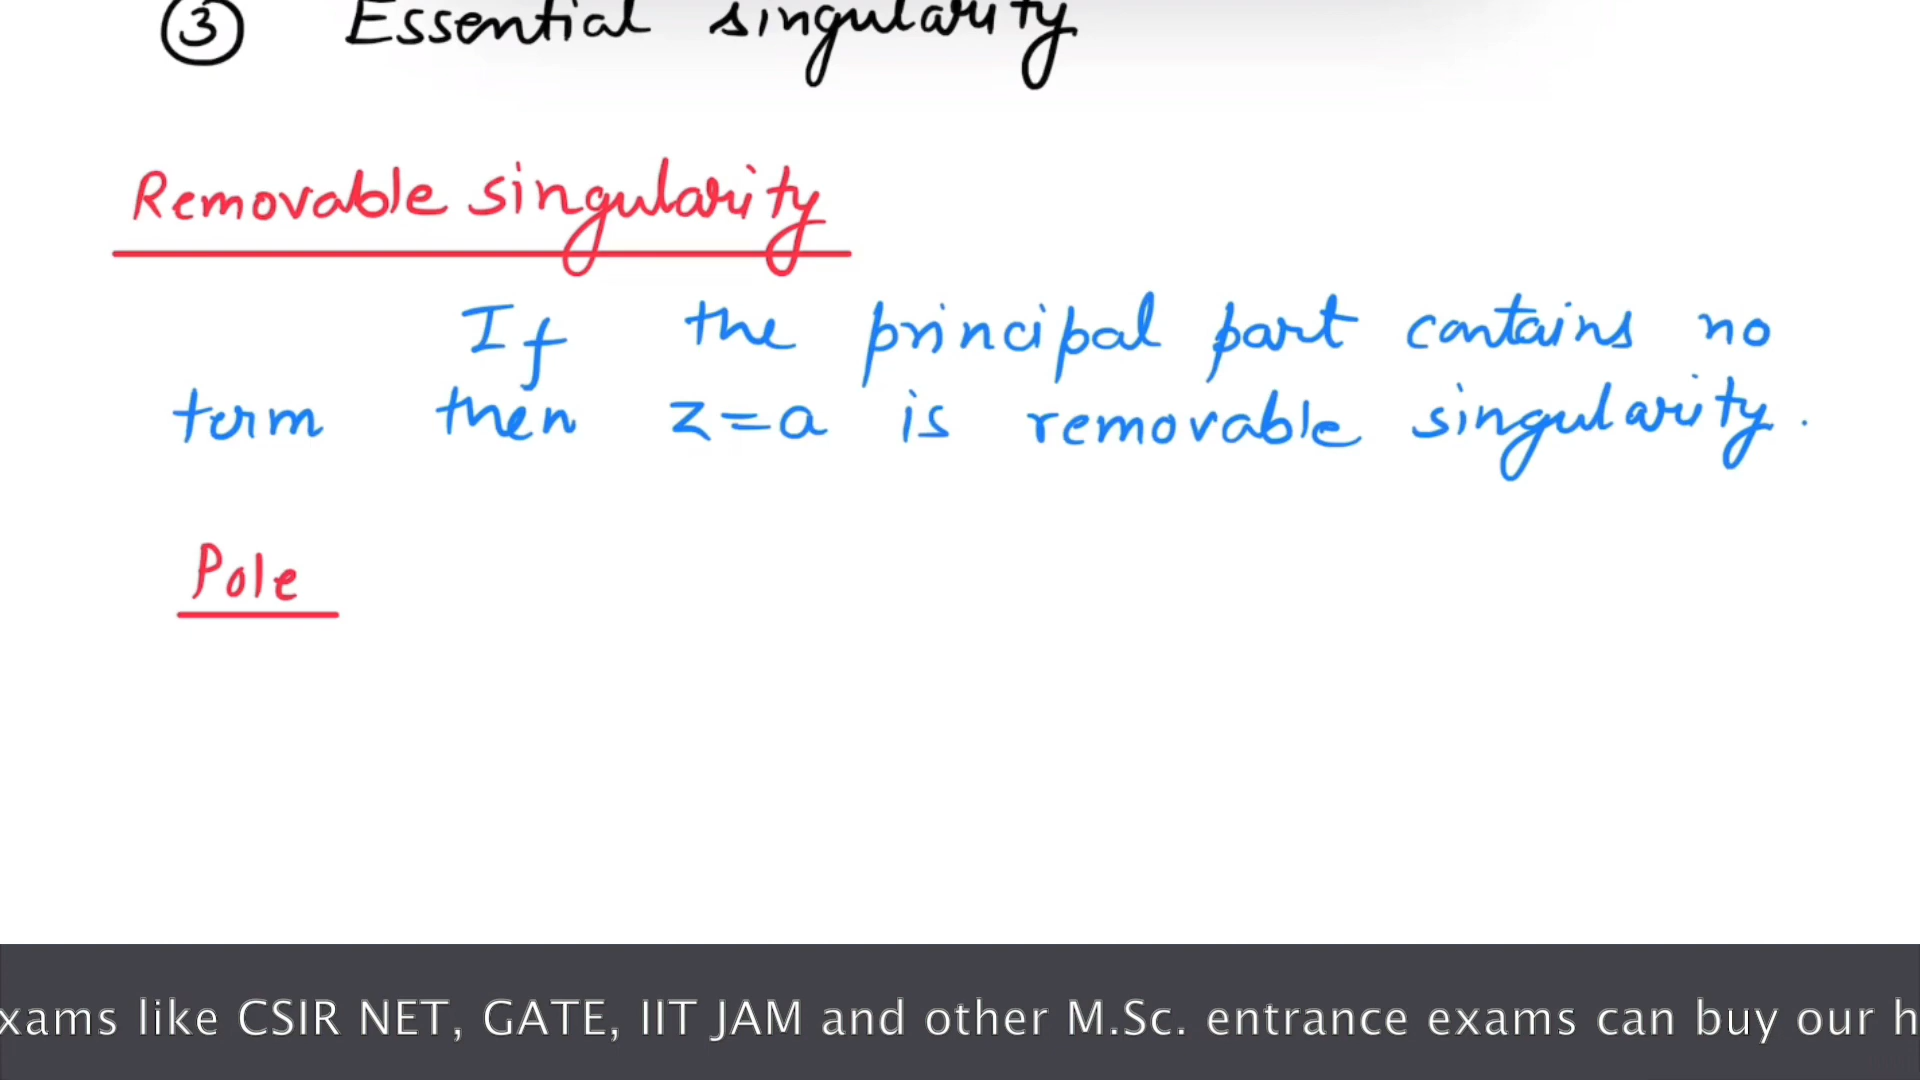 ③ Essential singularity
Removable singularity
If the principal part contains no
term then z=a is removable singularity.
Pole
xams like CSIR NET, GATE, IIT JAM and other M.Sc. entrance exams can buy our h